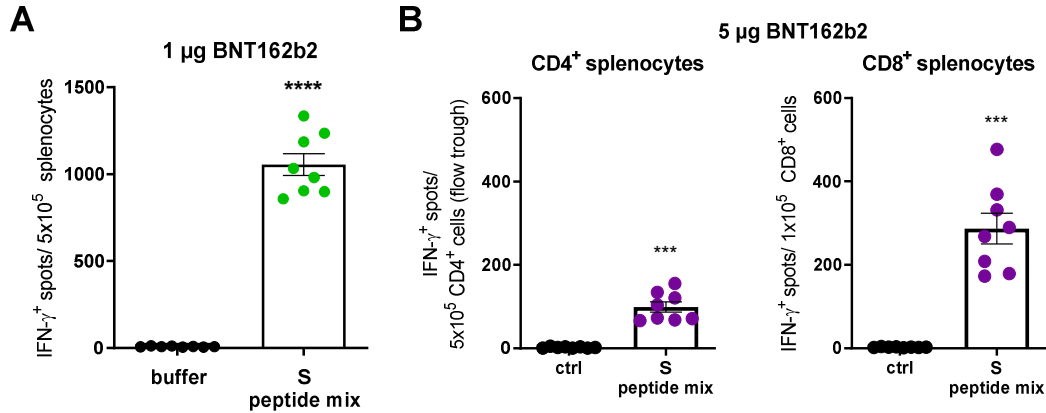 A
1 µg BNT162b2
IFN-γ⁺ spots/ 5x10⁵ splenocytes
1500
1000
500
0
****
buffer
S
peptide mix
B
5 µg BNT162b2
CD4⁺ splenocytes
IFN-γ⁺ spots/
5x10⁵ CD4⁺ cells (flow trough)
600
400
200
0
***
ctrl
S
peptide mix
CD8⁺ splenocytes
IFN-γ⁺ spots/ 1x10⁵ CD8⁺ cells
600
400
200
0
***
ctrl
S
peptide mix